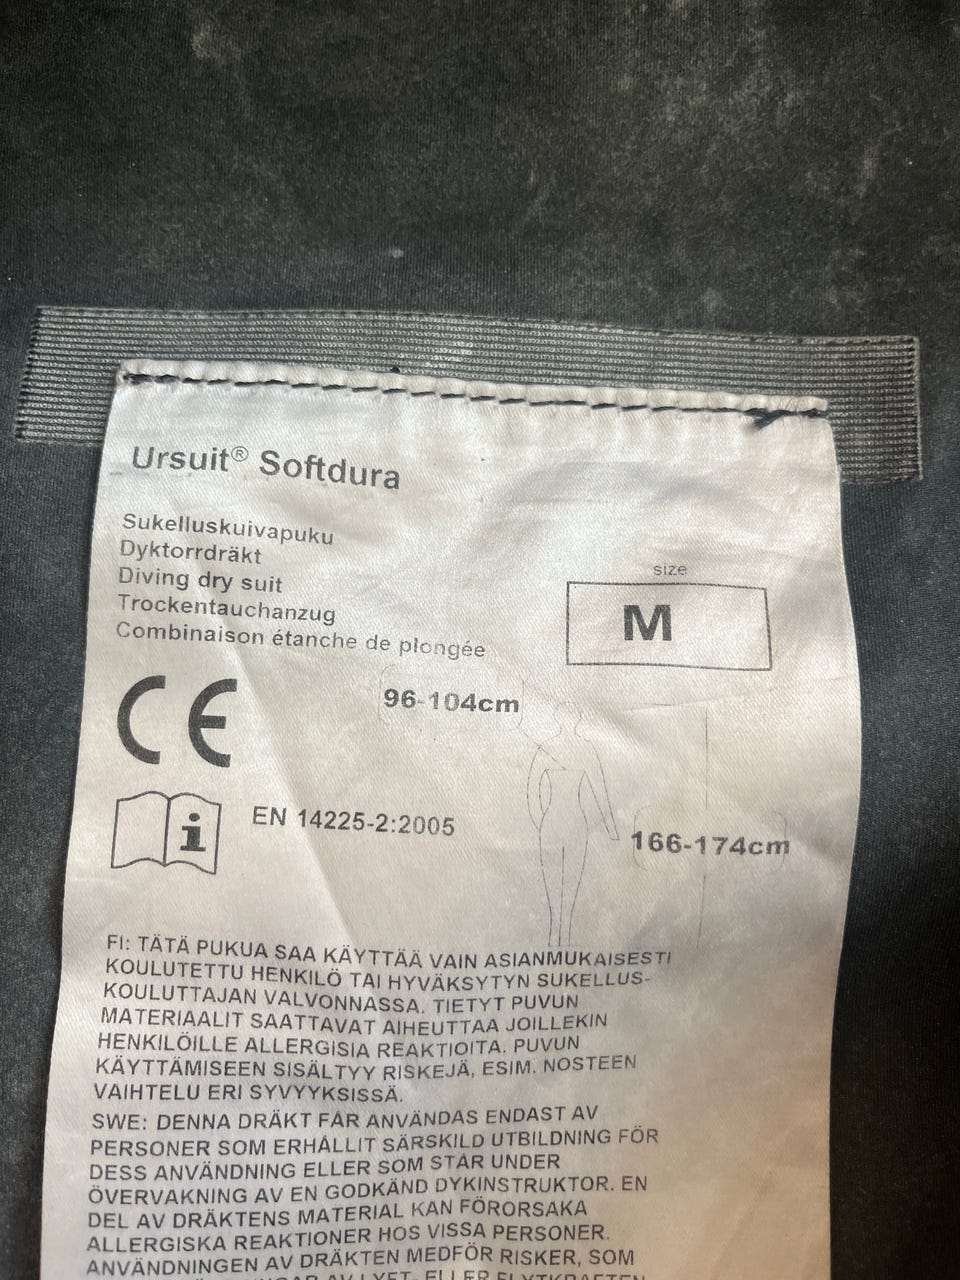 Ursuit® Softdura
Sukelluskuivapuku
Dyktorrdräkt
Diving dry suit
Trockentauchanzug
Combinaison étanche de plongée
size
M
96-104cm
CE
i
EN 14225-2:2005
166-174cm
FI: TÄTÄ PUKUA SAA KÄYTTÄÄ VAIN ASIANMUKAISESTI
KOULUTETTU HENKILÖ TAI HYVÄKSYTYN SUKELLUS-
KOULUTTAJAN VALVONNASSA. TIETYT PUVUN
MATERIAALIT SAATTAVAT AIHEUTTAA JOILLEKIN
HENKILÖILLE ALLERGISIA REAKTIOITA. PUVUN
KÄYTTÄMISEEN SISÄLTYY RISKEJÄ, ESIM. NOSTEEN
VAIHTELU ERI SYVYYKSISSÄ.
SWE: DENNA DRÄKT FÅR ANVÄNDAS ENDAST AV
PERSONER SOM ERHÅLLIT SÄRSKILD UTBILDNING FÖR
DESS ANVÄNDNING ELLER SOM STÅR UNDER
ÖVERVAKNING AV EN GODKÄND DYKINSTRUKTOR. EN
DEL AV DRÄKTENS MATERIAL KAN FÖRORSAKA
ALLERGISKA REAKTIONER HOS VISSA PERSONER.
ANVÄNDNINGEN AV DRÄKTEN MEDFÖR RISKER, SOM
AV LYFT- ELLER FLYTKRAFTEN